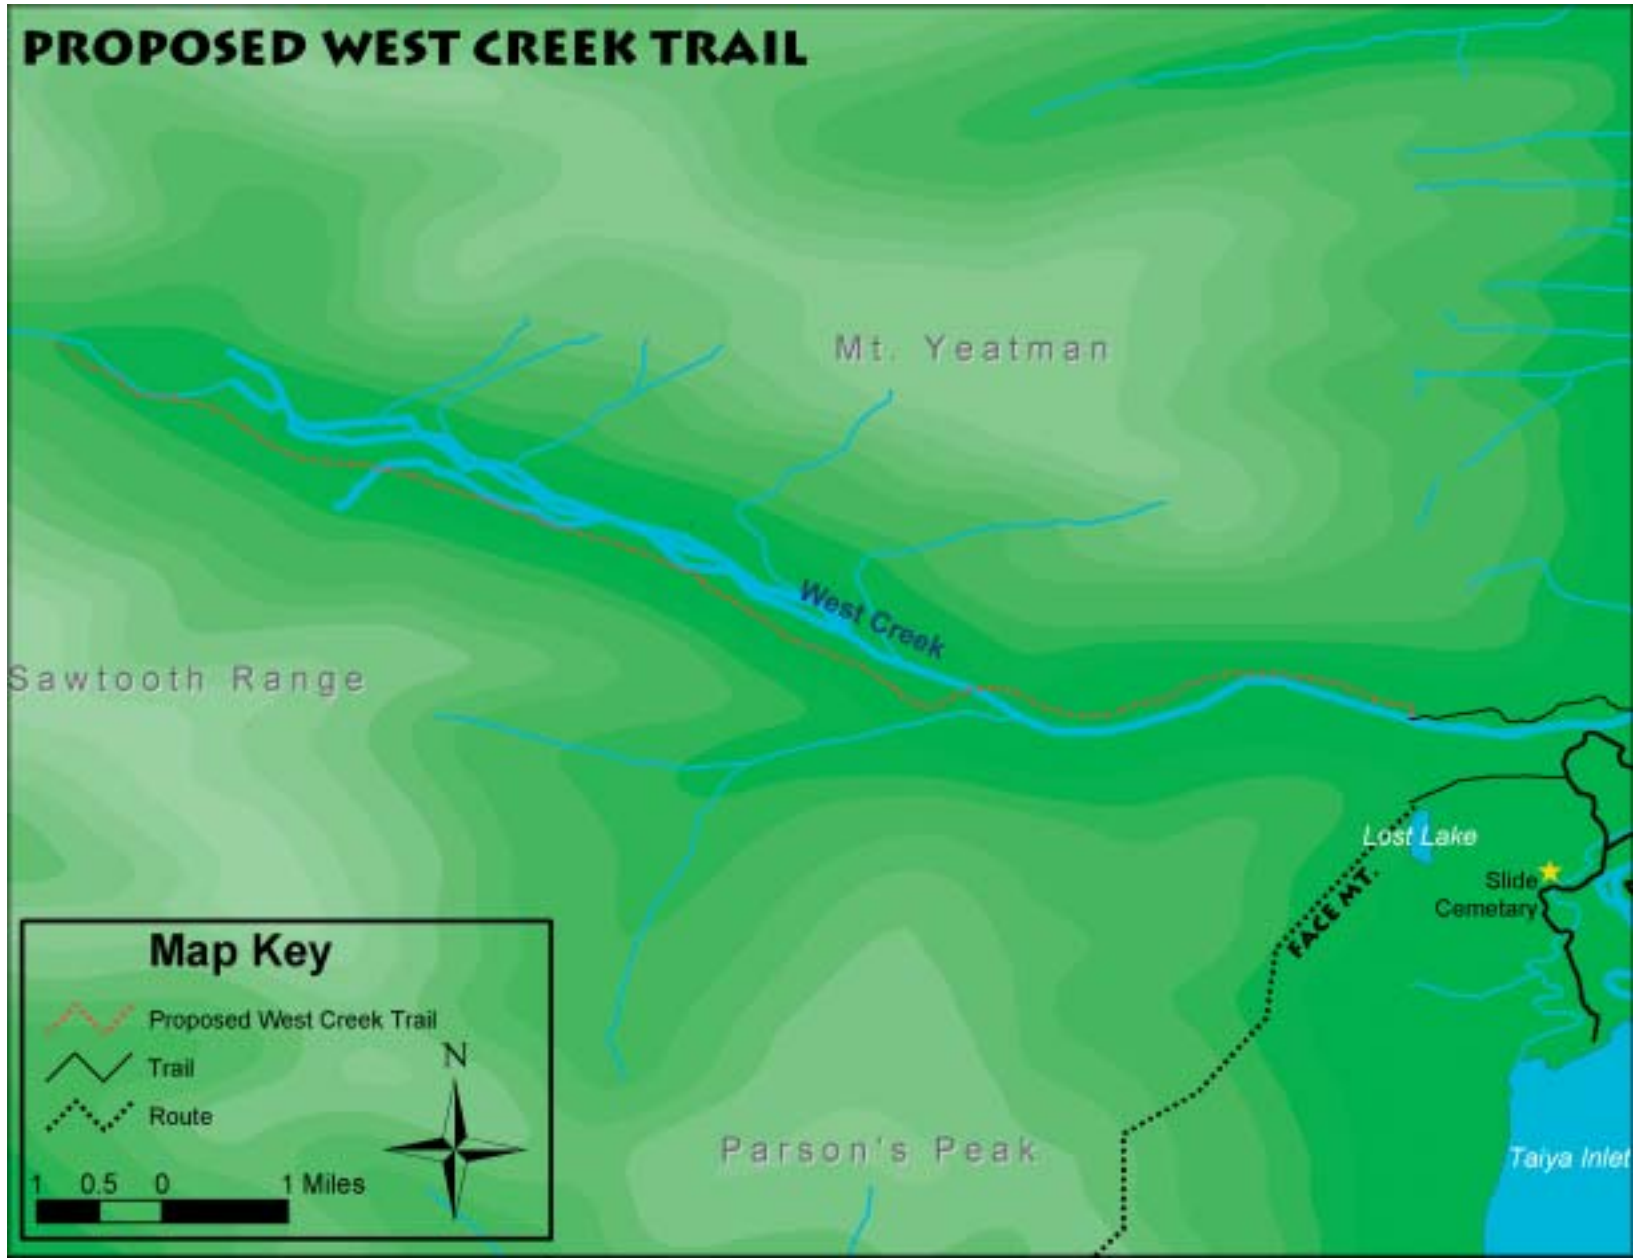 PROPOSED WEST CREEK TRAIL
Mt. Yeatman
West Creek
Sawtooth Range
Lost Lake
FACE MT.
Slide
Cemetary
Map Key
Proposed West Creek Trail
N
Trail
Route
Parson's Peak
Taiya Inlet
1 0.5 0 1 Miles